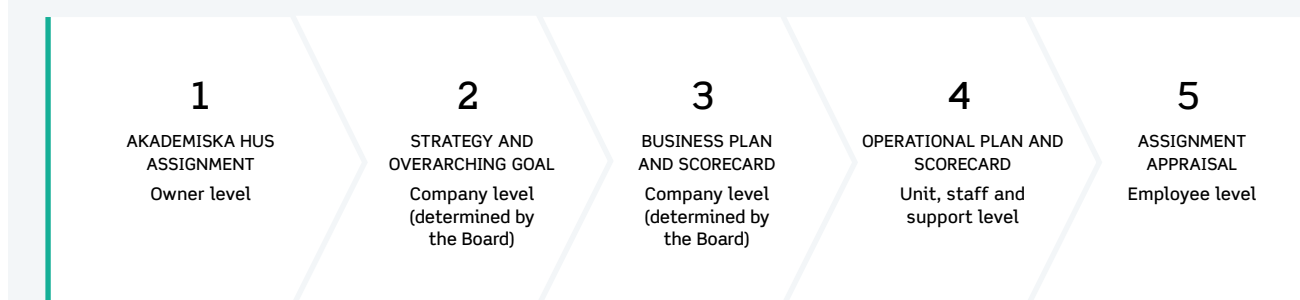 1
AKADEMISKA HUS
ASSIGNMENT
Owner level
2
STRATEGY AND
OVERARCHING GOAL
Company level
(determined by
the Board)
3
BUSINESS PLAN
AND SCORECARD
Company level
(determined by
the Board)
4
OPERATIONAL PLAN AND
SCORECARD
Unit, staff and
support level
5
ASSIGNMENT
APPRAISAL
Employee level